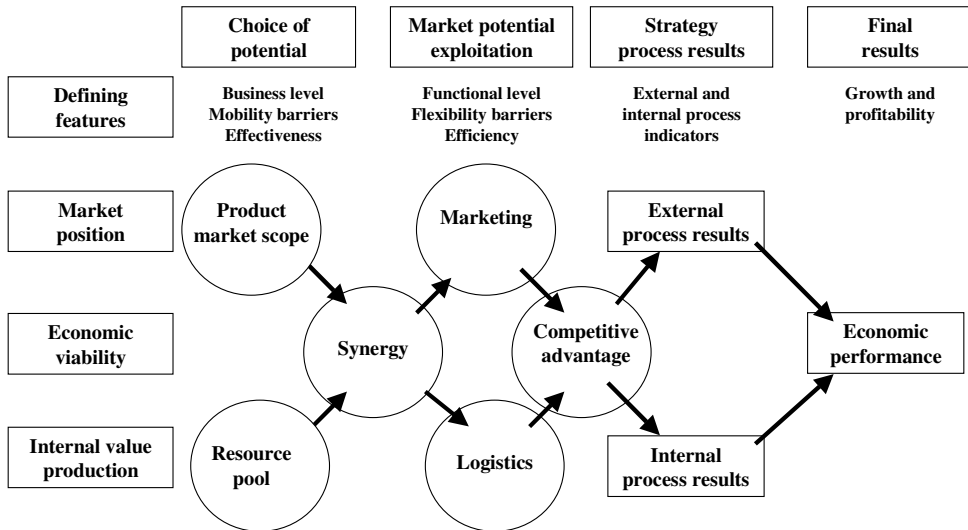 Choice of
potential
Market potential
exploitation
Strategy
process results
Final
results
Defining
features
Business level
Mobility barriers
Effectiveness
Functional level
Flexibility barriers
Efficiency
External and
internal process
indicators
Growth and
profitability
Market
position
Product
market scope
Marketing
External
process results
Economic
viability
Synergy
Competitive
advantage
Economic
performance
Internal value
production
Resource
pool
Logistics
Internal
process results